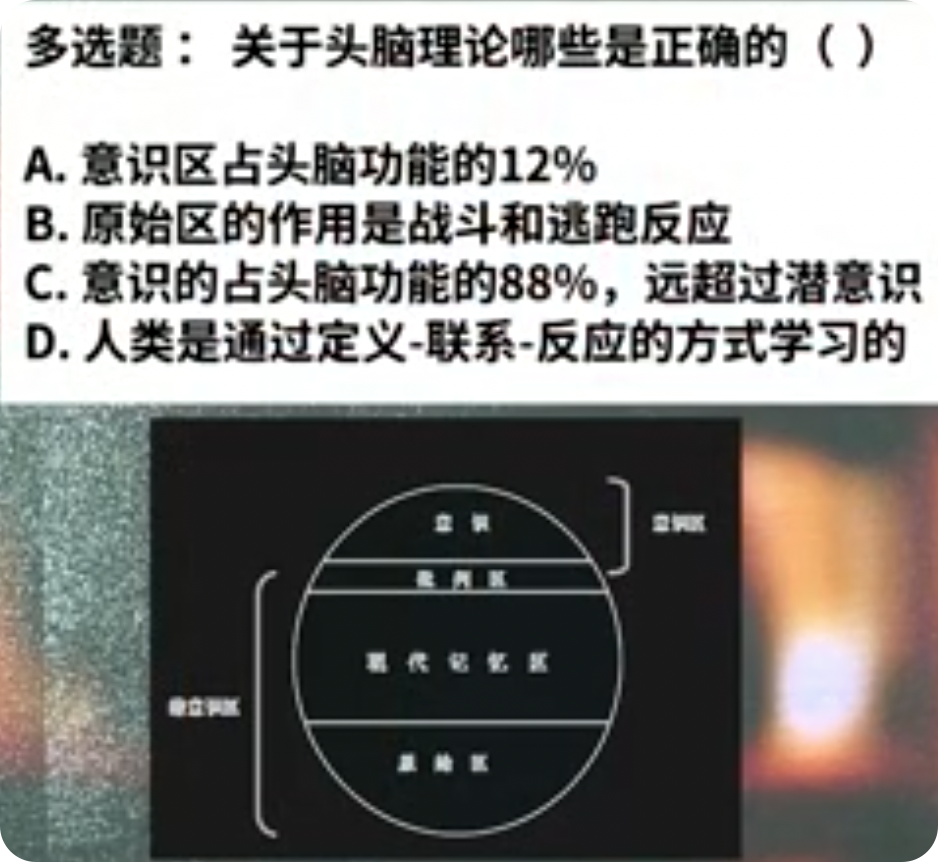 多选题： 关于头脑理论哪些是正确的（ ）
A. 意识区占头脑功能的12%
B. 原始区的作用是战斗和逃跑反应
C. 意识的占头脑功能的88%，远超过潜意识
D. 人类是通过定义-联系-反应的方式学习的
意识
意识区
批判区
现代记忆区
潜意识区
原始区